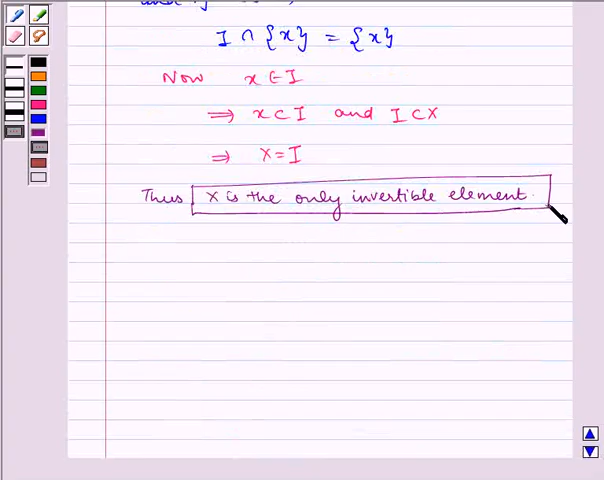 I ∩ {x} = {x}
Now x ∈ I
⇒ x ⊂ I and I ⊂ X
⇒ X = I
Thus X is the only invertible element.